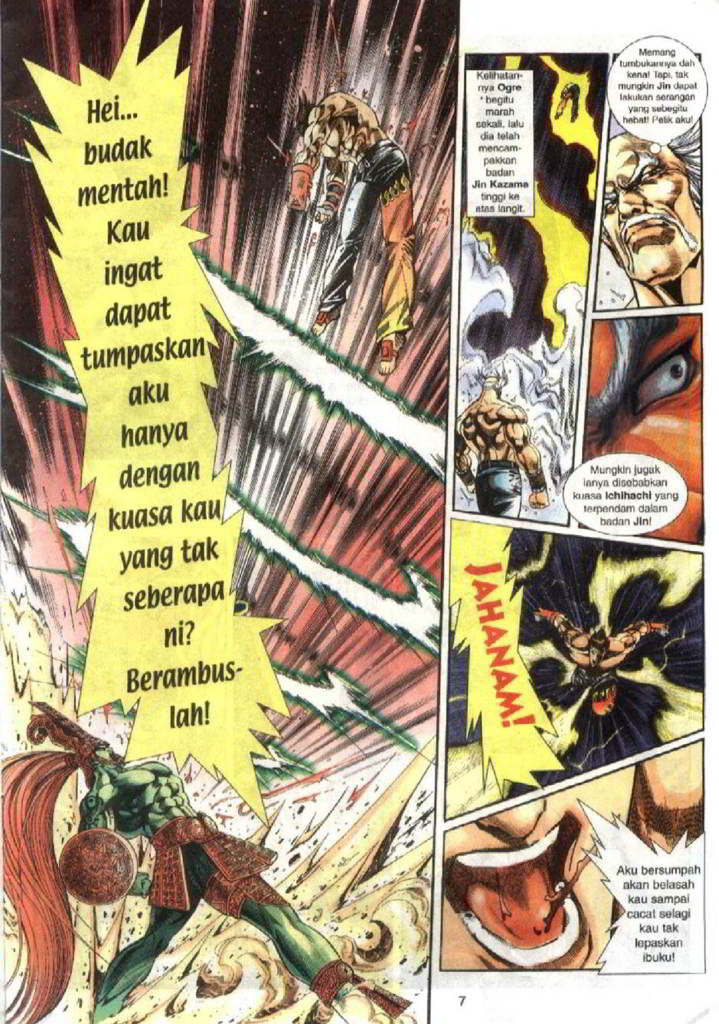 Hei...
budak
mentah!
Kau
ingat
dapat
tumpaskan
aku
hanya
dengan
kuasa kau
yang tak
seberapa
ni?
Berambus-
lah!
Kelihatan-
nya Ogre
begitu
marah
sekali, lalu
dia telah
mencam-
pakkan
badan
Jin Kazama
tinggi ke
atas langit.
Memang
tumbukannya dah
kena! Tapi, tak
mungkin Jin dapat
lakukan serangan
yang sebegitu
hebat! Pelik aku!
Mungkin jugak
ianya disebabkan
kuasa Ichihachi yang
terpendam dalam
badan Jin!
JAHANAM!
Aku bersumpah
akan belasah
kau sampai
cacat selagi
kau tak
lepaskan
ibuku!
7